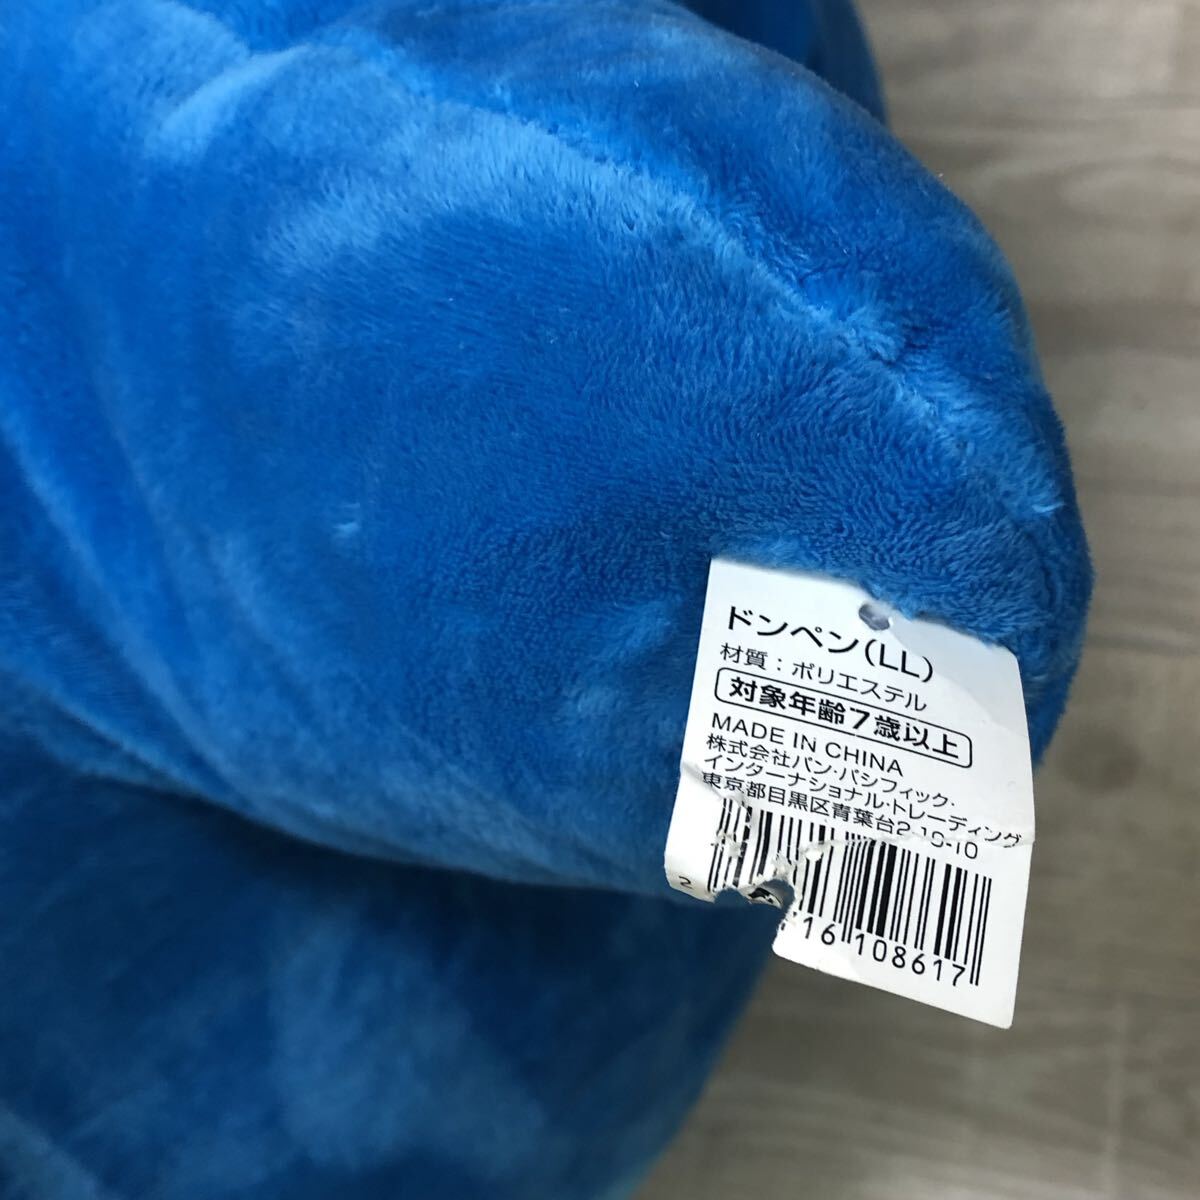 ドンペン(LL)
材質:ポリエステル
対象年齢7歳以上
MADE IN CHINA
株式会社パン・パシフィック・
インターナショナル・トレーディング
東京都目黒区青葉台2-19-10
2 16 108617